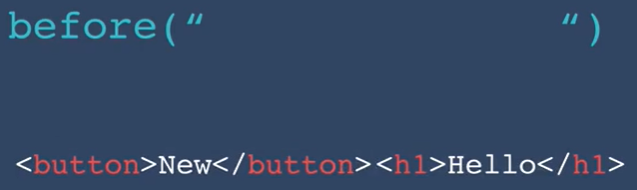 before(“ “)
<button>New</button><h1>Hello</h1>